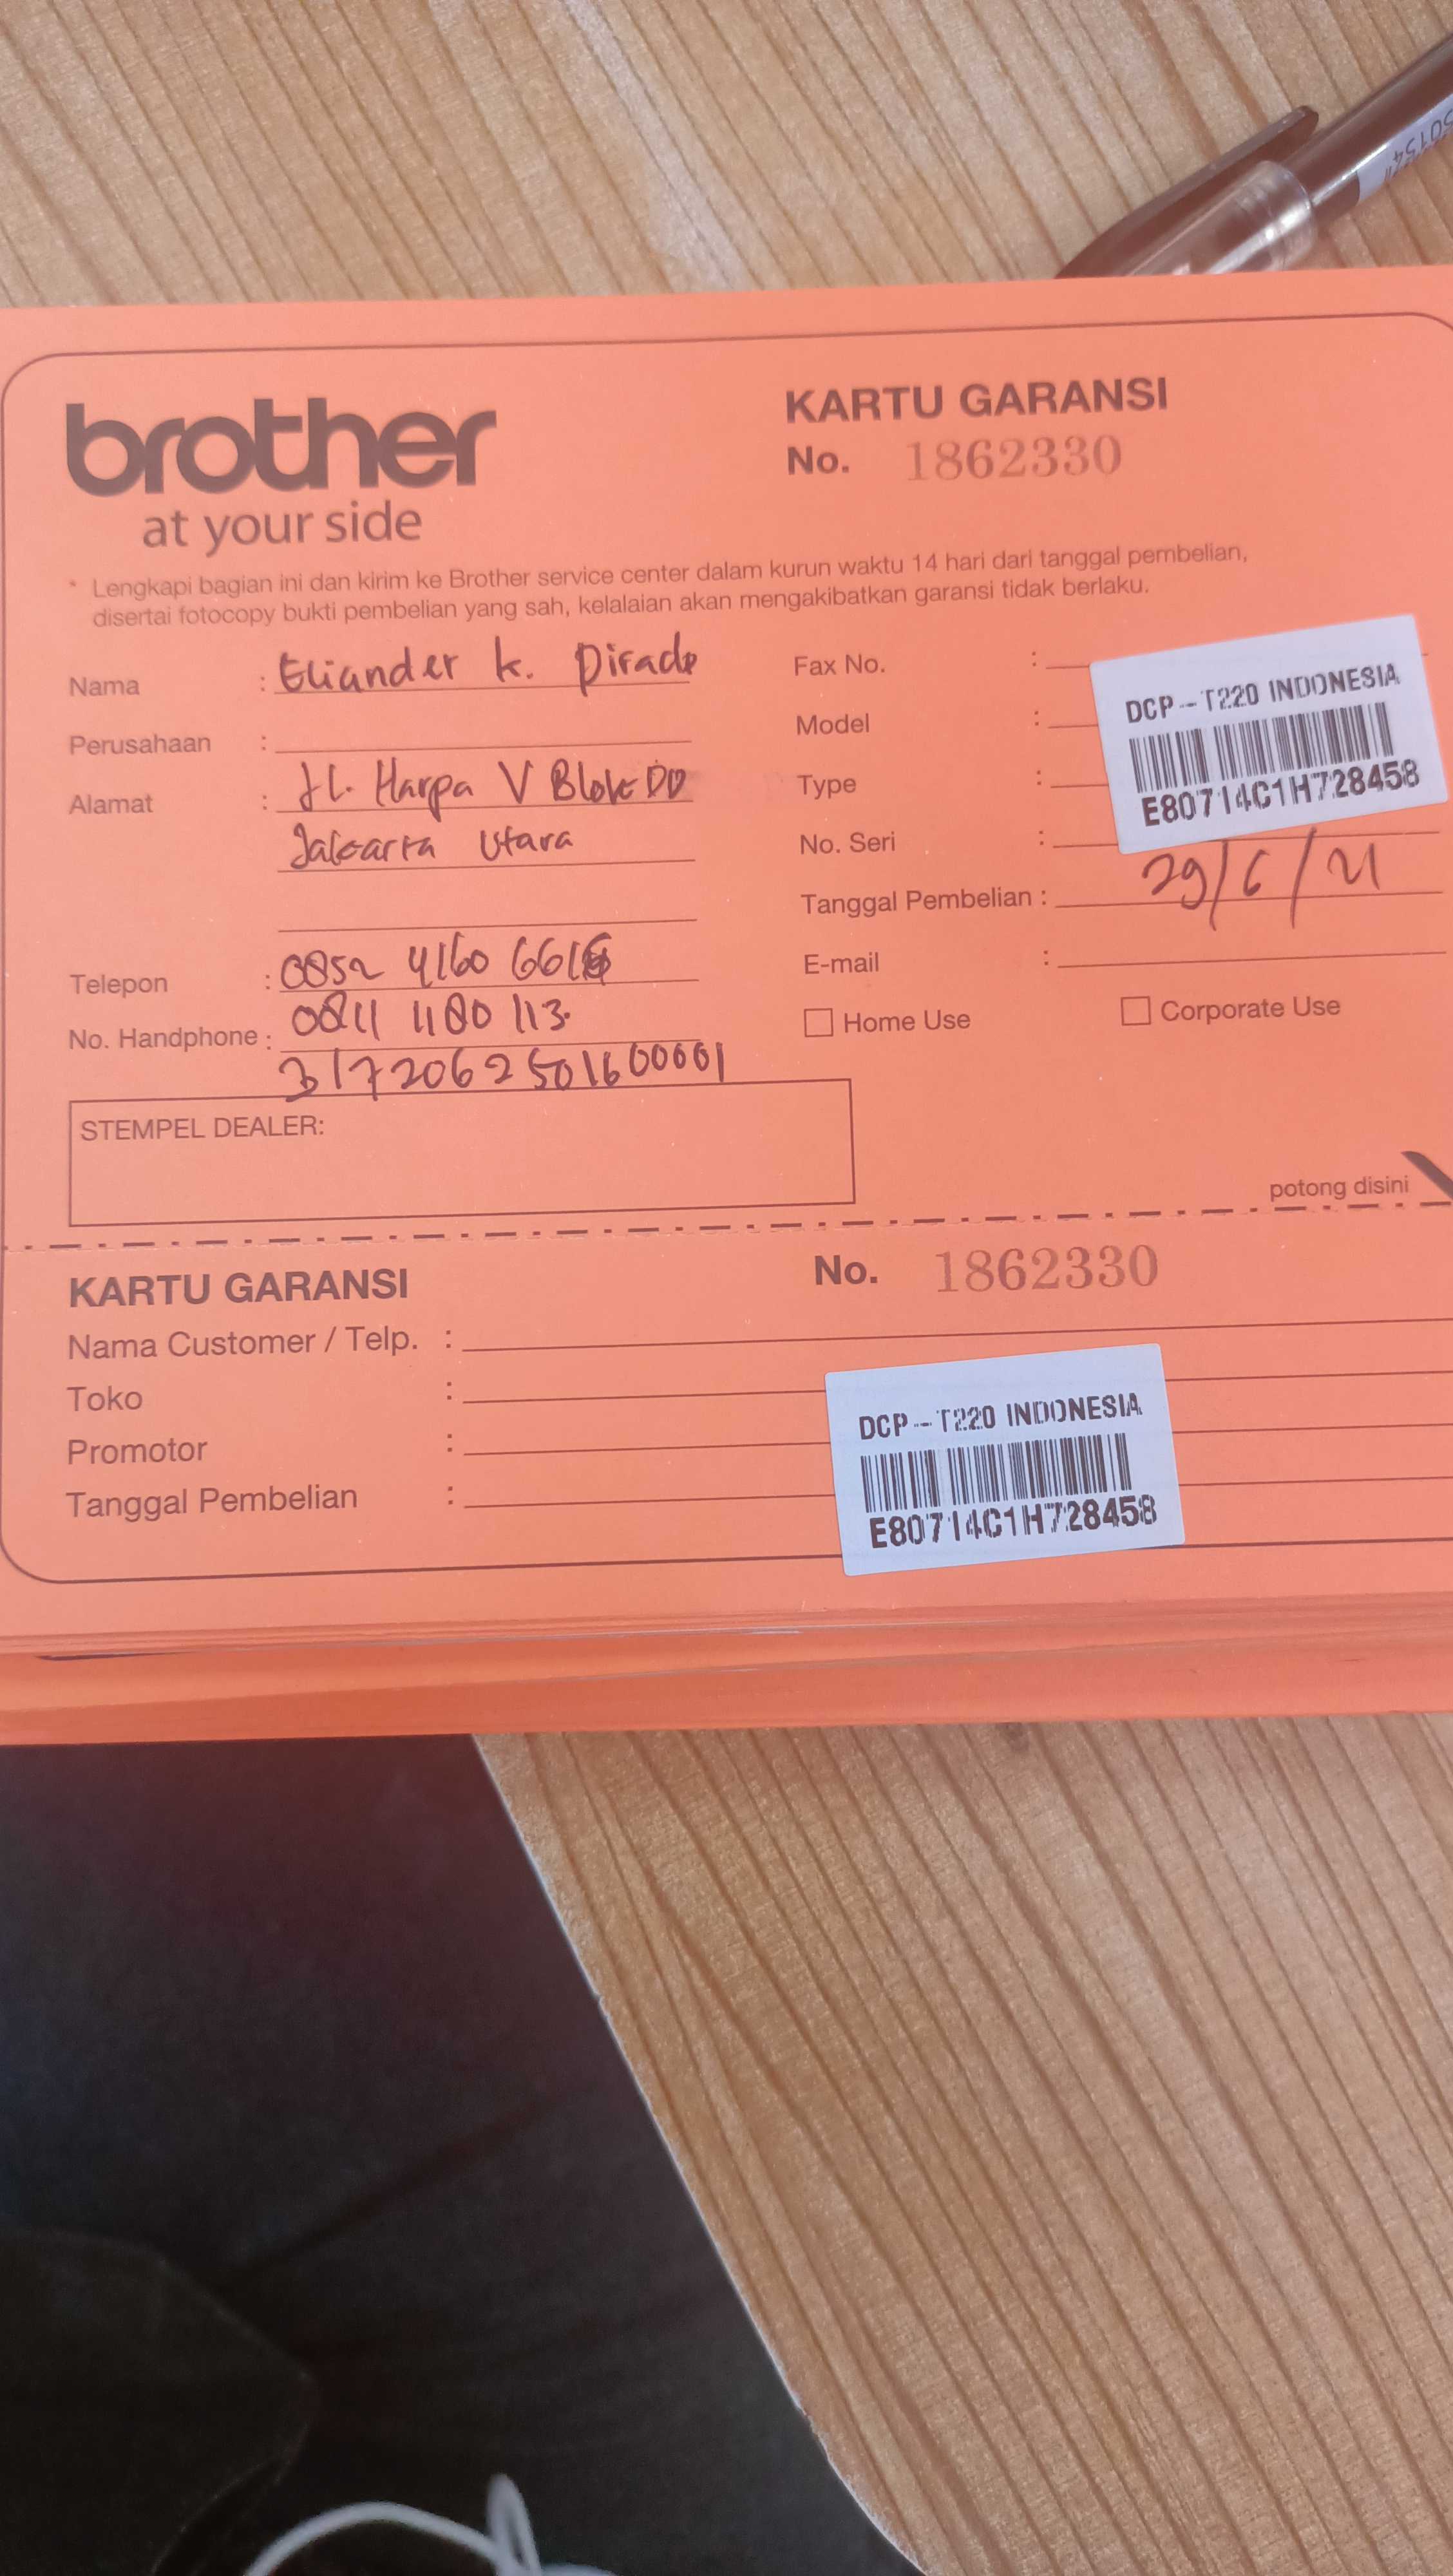 brother
at your side
KARTU GARANSI
No. 1862330
* Lengkapi bagian ini dan kirim ke Brother service center dalam kurun waktu 14 hari dari tanggal pembelian,
disertai fotocopy bukti pembelian yang sah, kelalaian akan mengakibatkan garansi tidak berlaku.
Nama : Eliander k.
Perusahaan :
Alamat : Jl. Harpa V Blok DD
Jakarta Utara
Telepon : 0852 4160
No. Handphone : 0811 1180 113.
3172062501600001
STEMPEL DEALER:
Fax No. :
Model :
Type :
No. Seri :
DCP-T220 INDONESIA
E80714C1H728458
Tanggal Pembelian : 29/6/21
E-mail :
Home Use
Corporate Use
potong disini
KARTU GARANSI
No. 1862330
Nama Customer / Telp. :
Toko :
Promotor :
Tanggal Pembelian :
DCP-T220 INDONESIA
E80714C1H728458